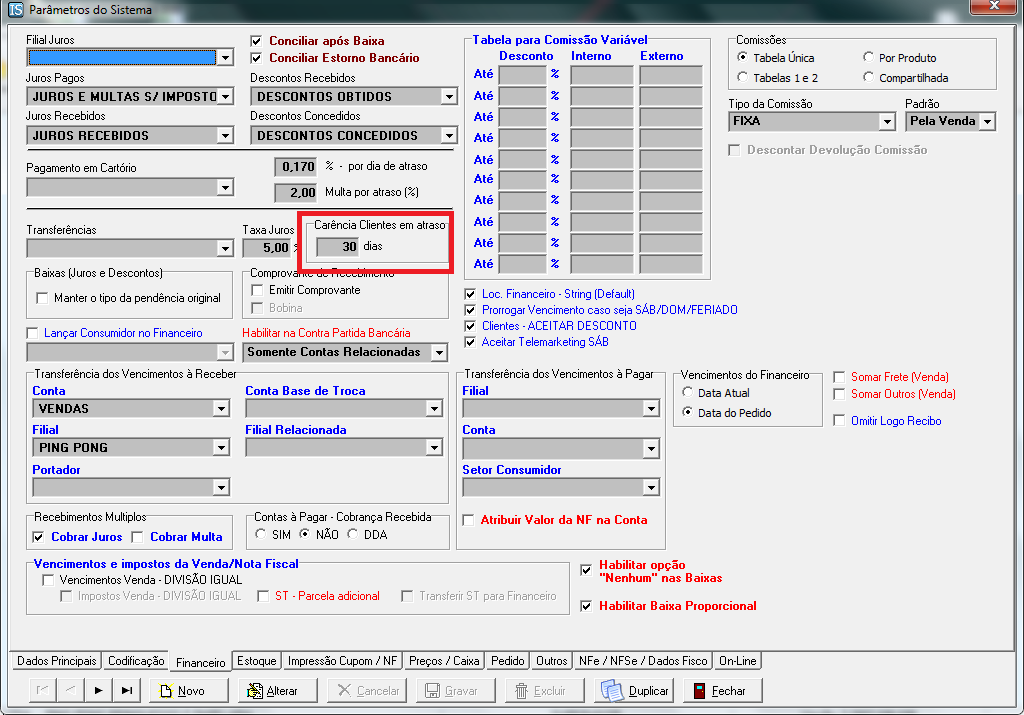 Parâmetros do Sistema
Filial Juros
Conciliar após Baixa
Conciliar Estorno Bancário
Juros Pagos
JUROS E MULTAS S/ IMPOSTO
Descontos Recebidos
DESCONTOS OBTIDOS
Juros Recebidos
JUROS RECEBIDOS
Descontos Concedidos
DESCONTOS CONCEDIDOS
Pagamento em Cartório
0,170 % - por dia de atraso
2,00 Multa por atraso (%)
Transferências
Taxa Juros
5,00 %
Carência Clientes em atraso
30 dias
Baixas (Juros e Descontos)
Manter o tipo da pendência original
Comprovante de Recebimento
Emitir Comprovante
Bobina
Lançar Consumidor no Financeiro
Habilitar na Contra Partida Bancária
Somente Contas Relacionadas
Tabela para Comissão Variável
Desconto Interno Externo
Até %
Até %
Até %
Até %
Até %
Até %
Até %
Até %
Até %
Até %
Loc. Financeiro - String (Default)
Prorrogar Vencimento caso seja SÁB/DOM/FERIADO
Clientes - ACEITAR DESCONTO
Aceitar Telemarketing SÁB
Comissões
Tabela Única Por Produto
Tabelas 1 e 2 Compartilhada
Tipo da Comissão Padrão
FIXA Pela Venda
Descontar Devolução Comissão
Transferência dos Vencimentos à Receber
Conta Conta Base de Troca
VENDAS
Filial Filial Relacionada
PING PONG
Portador
Transferência dos Vencimentos à Pagar
Filial
Conta
Setor Consumidor
Atribuir Valor da NF na Conta
Vencimentos do Financeiro
Data Atual
Data do Pedido
Somar Frete (Venda)
Somar Outros (Venda)
Omitir Logo Recibo
Recebimentos Multiplos
Cobrar Juros Cobrar Multa
Contas à Pagar - Cobrança Recebida
SIM NÃO DDA
Vencimentos e impostos da Venda/Nota Fiscal
Vencimentos Venda - DIVISÃO IGUAL
Impostos Venda - DIVISÃO IGUAL ST - Parcela adicional Transferir ST para Financeiro
Habilitar opção
"Nenhum" nas Baixas
Habilitar Baixa Proporcional
Dados Principais Codificação Financeiro Estoque Impressão Cupom / NF Preços / Caixa Pedido Outros NFe / NFSe / Dados Fisco On-Line
Novo Alterar Cancelar Gravar Excluir Duplicar Fechar